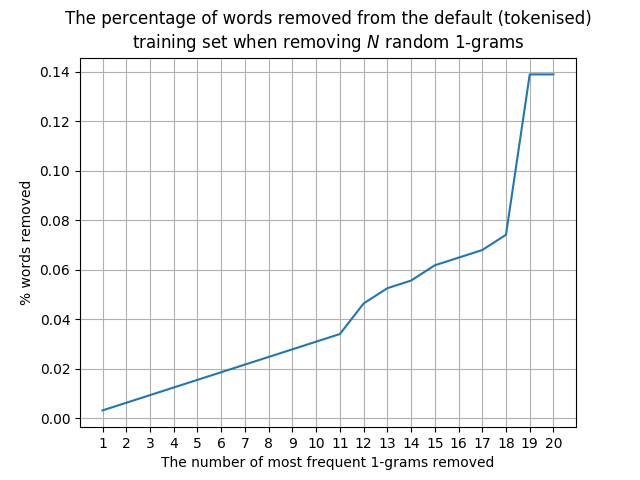 The percentage of words removed from the default (tokenised)
training set when removing N random 1-grams
0.14
0.12
0.10
0.08
0.06
0.04
0.02
0.00
% words removed
1 2 3 4 5 6 7 8 9 10 11 12 13 14 15 16 17 18 19 20
The number of most frequent 1-grams removed